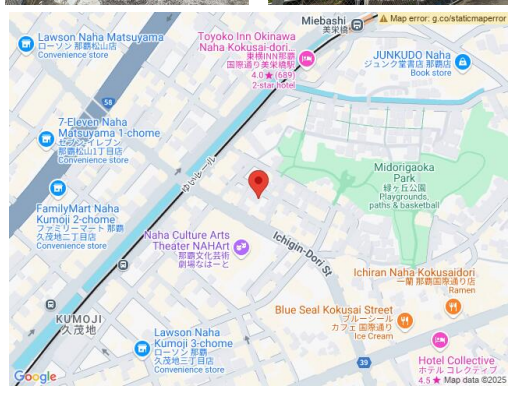 Miebashi
美栄橋
Map error: g.co/staticmaperror
Lawson Naha Matsuyama
ローソン 那覇松山店
Convenience store
Toyoko Inn Okinawa
Naha Kokusai-dori..
東横INN那覇
国際通り美栄橋駅
4.0★(689)
2-star hotel
JUNKUDO Naha
ジュンク堂書店 那覇店
Book store
58
7-Eleven Naha
Matsuyama 1-chome
セブン-イレブン
那覇松山1丁目店
Convenience store
ゆいレール
Midorigaoka
Park
緑ヶ丘公園
Playgrounds,
paths & basketball
FamilyMart Naha
Kumoji 2-chome
ファミリーマート 那覇
久茂地二丁目店
Convenience store
Naha Culture Arts
Theater NAHArt
那覇文化芸術
劇場なはーと
Ichigin-Dori St
Ichiran Naha Kokusaidori
一蘭 那覇国際通り店
Ramen
Blue Seal Kokusai Street
ブルーシール
カフェ 国際通り
Ice Cream
KUMOJI
久茂地
Lawson Naha
Kumoji 3-chome
ローソン 那覇
久茂地三丁目店
Convenience store
39
Hotel Collective
ホテル コレクティブ
4.5★
Google
Map data ©2025